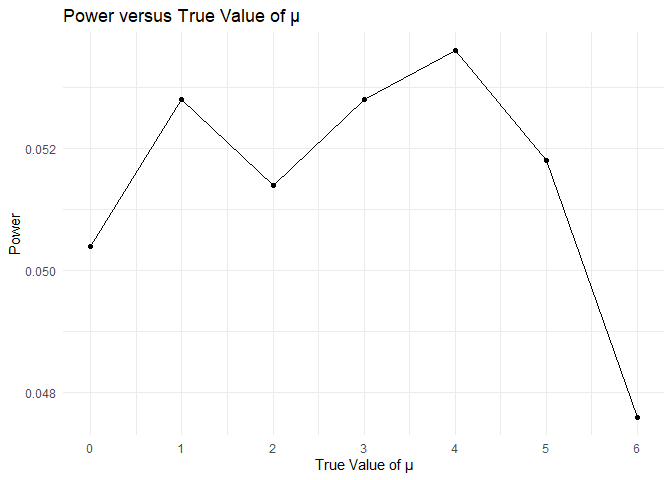 Power versus True Value of µ
0.052
0.050
0.048
Power
0 1 2 3 4 5 6
True Value of µ